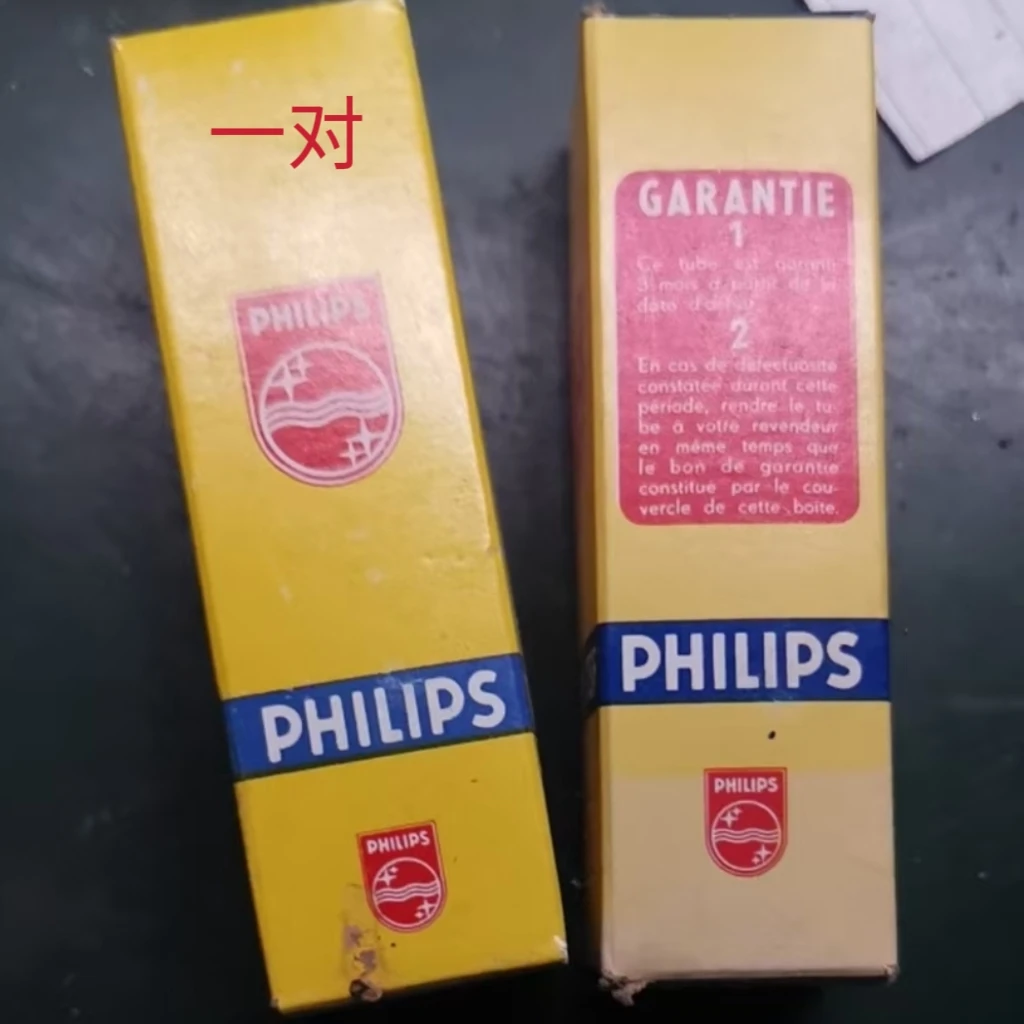 一对
PHILIPS
PHILIPS
PHILIPS
GARANTIE
1
Ce tube est garanti
3 mois à partir de la
date d'achat.
2
En cas de défectuosité
constatée durant cette
période, rendre le tu-
be à votre revendeur
en même temps que
le bon de garantie
constitué par le cou-
vercle de cette boîte.
PHILIPS
PHILIPS